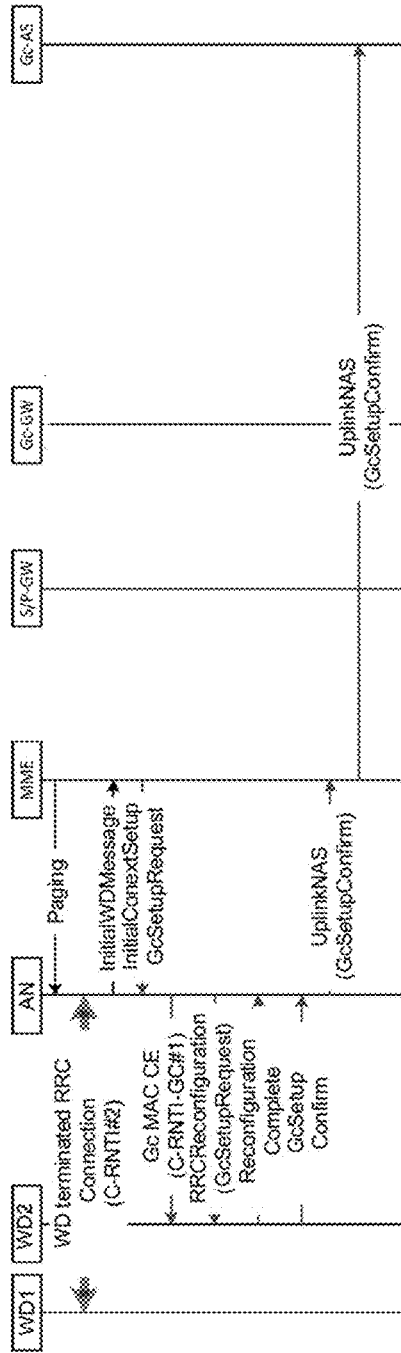 WD1
WD2
AN
MME
S/P-GW
Gc-GW
Gc-AS
Paging
WD terminated RRC
Connection
(C-RNTI#2)
InitialWDMessage
InitialConextSetup
GcSetupRequest
Gc MAC CE
(C-RNTI-GC#1)
RRCReconfiguration
(GcSetupRequest)
Reconfiguration
Complete
GcSetup
Confirm
UplinkNAS
(GcSetupConfirm)
UplinkNAS
(GcSetupConfirm)